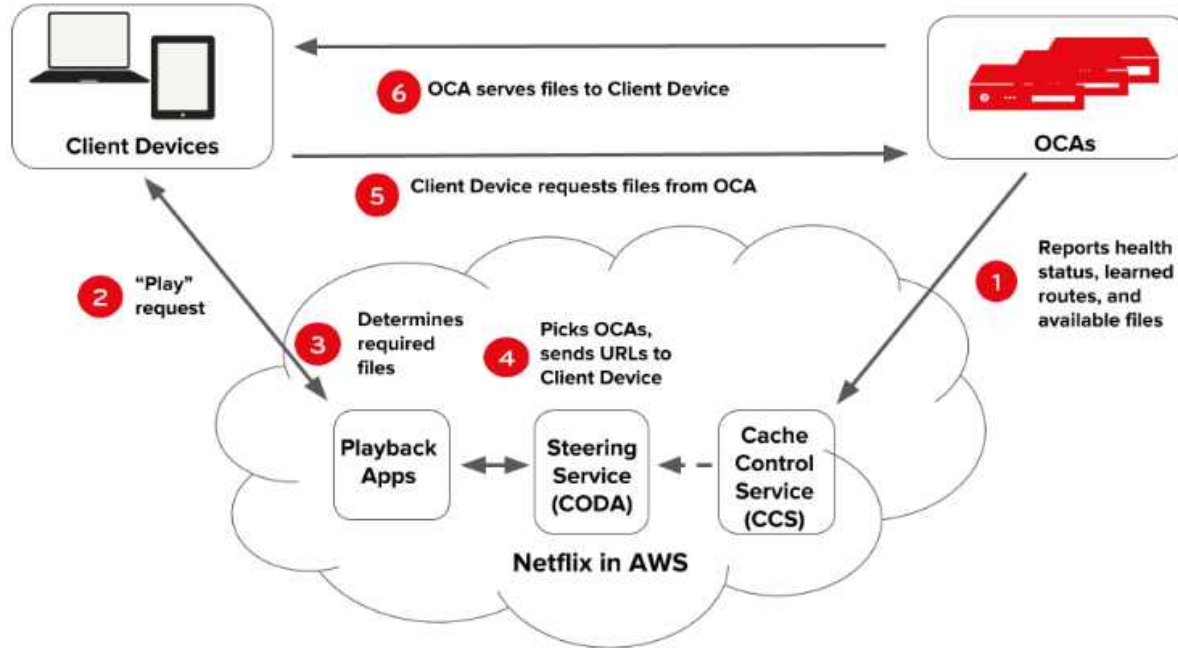 Client Devices
OCAs
6
OCA serves files to Client Device
5
Client Device requests files from OCA
1
Reports health
status, learned
routes, and
available files
2
“Play”
request
3
Determines
required
files
4
Picks OCAs,
sends URLs to
Client Device
Playback
Apps
Steering
Service
(CODA)
Cache
Control
Service
(CCS)
Netflix in AWS